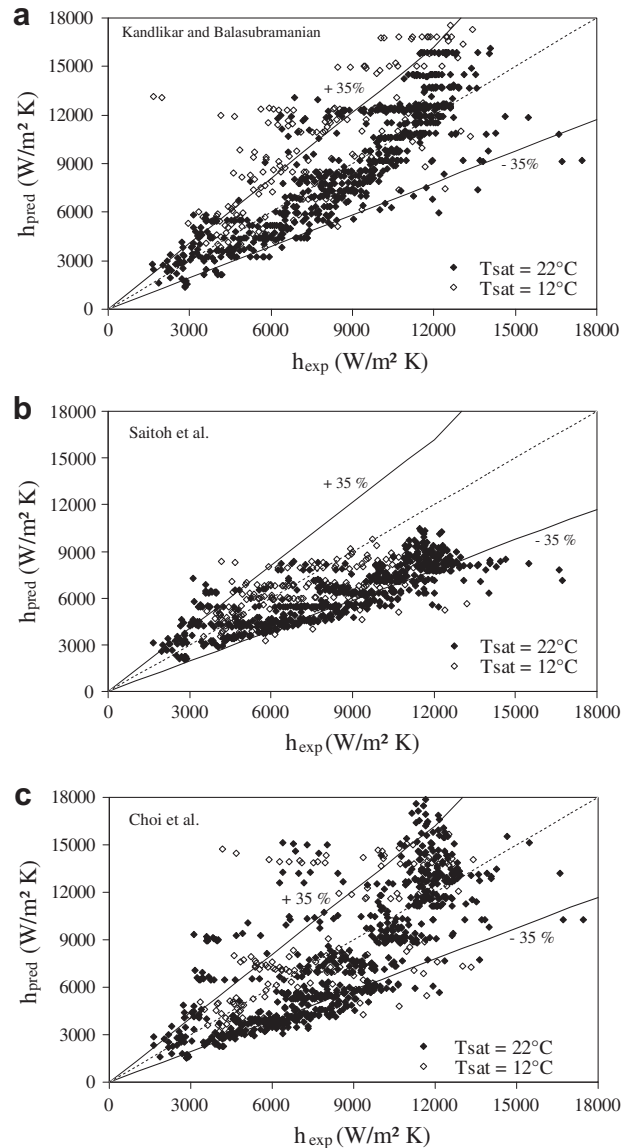 a
Kandlikar and Balasubramanian
18000
15000
12000
9000
6000
3000
0
h_pred (W/m² K)
+ 35%
- 35%
Tsat = 22°C
Tsat = 12°C
0 3000 6000 9000 12000 15000 18000
h_exp (W/m² K)
b
Saitoh et al.
18000
15000
12000
9000
6000
3000
0
h_pred (W/m² K)
+ 35 %
- 35 %
Tsat = 22°C
Tsat = 12°C
0 3000 6000 9000 12000 15000 18000
h_exp (W/m² K)
c
Choi et al.
18000
15000
12000
9000
6000
3000
0
h_pred (W/m² K)
+ 35 %
- 35 %
Tsat = 22°C
Tsat = 12°C
0 3000 6000 9000 12000 15000 18000
h_exp (W/m² K)